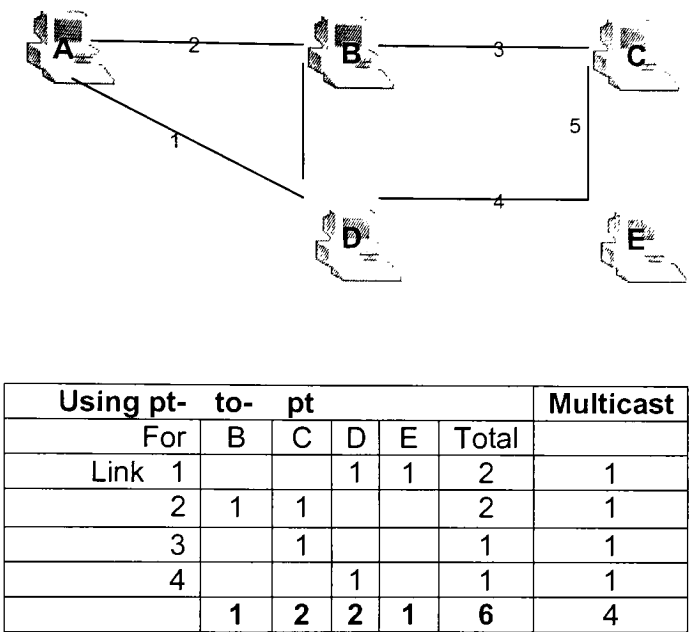 A 2 B 3 C
1 5
D 4 E
Using pt- to- pt Multicast
For B C D E Total
Link 1 1 1 2 1
2 1 1 2 1
3 1 1 1
4 1 1 1
1 2 2 1 6 4